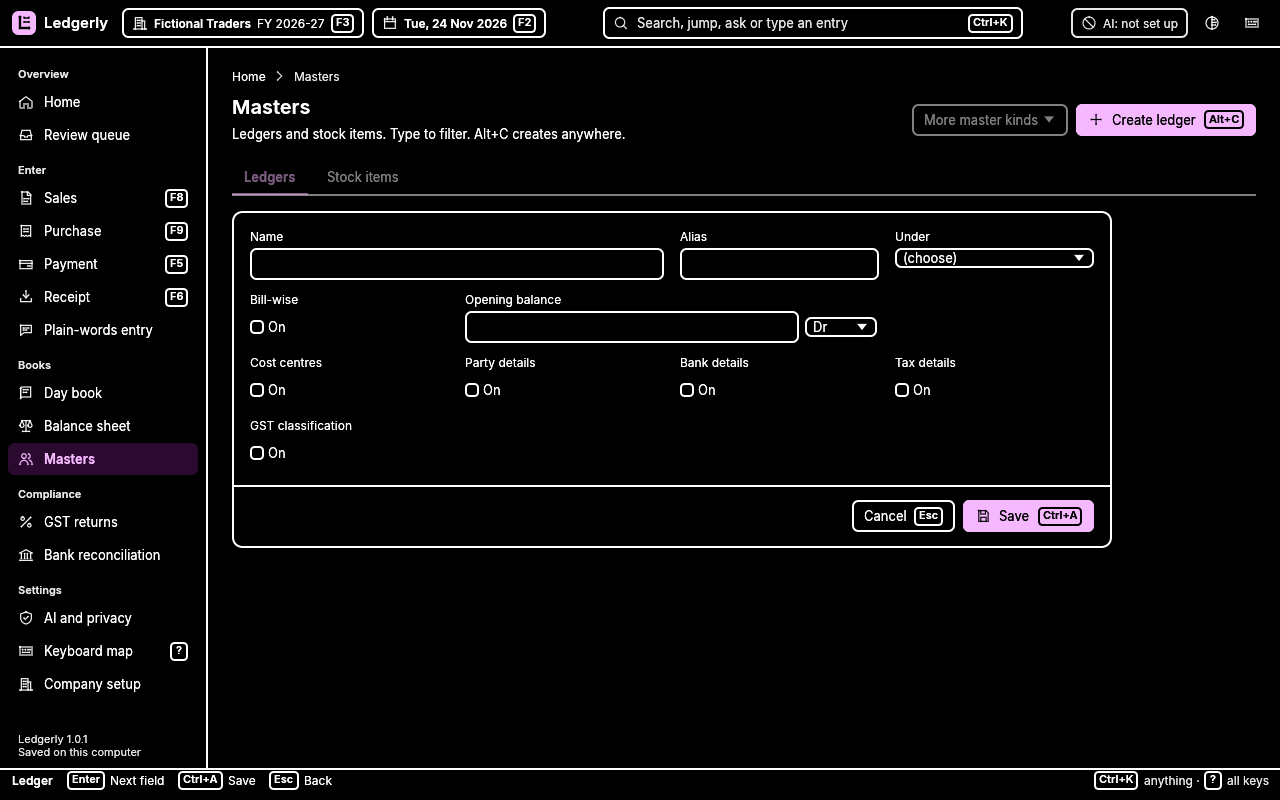 Ledgerly
Fictional Traders FY 2026-27 F3
Tue, 24 Nov 2026 F2
Search, jump, ask or type an entry Ctrl+K
AI: not set up
Overview
Home
Review queue
Enter
Sales F8
Purchase F9
Payment F5
Receipt F6
Plain-words entry
Books
Day book
Balance sheet
Masters
Compliance
GST returns
Bank reconciliation
Settings
AI and privacy
Keyboard map ?
Company setup
Ledgerly 1.0.1
Saved on this computer
Home Masters
Masters
Ledgers and stock items. Type to filter. Alt+C creates anywhere.
More master kinds
Create ledger Alt+C
Ledgers Stock items
Name Alias Under
(choose)
Bill-wise Opening balance
On Dr
Cost centres Party details Bank details Tax details
On On On On
GST classification
On
Cancel Esc Save Ctrl+A
Ledger Enter Next field Ctrl+A Save Esc Back
Ctrl+K anything · ? all keys